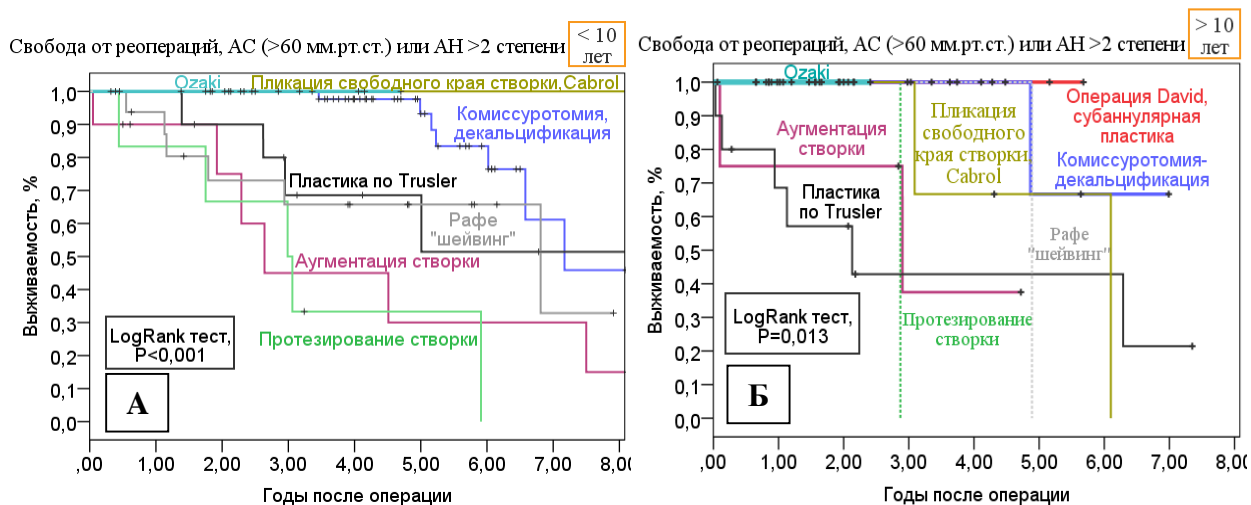 Свобода от реопераций, АС (>60 мм.рт.ст.) или АН >2 степени
< 10
лет
Ozaki
Пликация свободного края створки,Cabrol
Комиссуротомия,
декальцификация
Пластика по Trusler
Рафе
"шейвинг"
Аугментация створки
Протезирование створки
LogRank тест,
P<0,001
А
Выживаемость, %
1,0
0,9
0,8
0,7
0,6
0,5
0,4
0,3
0,2
0,1
0,0
,00 1,00 2,00 3,00 4,00 5,00 6,00 7,00 8,00
Годы после операции
Свобода от реопераций, АС (>60 мм.рт.ст.) или АН >2 степени
> 10
лет
Ozaki
Операция David,
субаннулярная
пластика
Аугментация
створки
Пликация
свободного
края створки,
Cabrol
Комиссуротомия-
декальцификация
Пластика
по Trusler
Рафе
"шейвинг"
Протезирование
створки
LogRank тест,
P=0,013
Б
Выживаемость, %
1,0
0,9
0,8
0,7
0,6
0,5
0,4
0,3
0,2
0,1
0,0
,00 1,00 2,00 3,00 4,00 5,00 6,00 7,00 8,00
Годы после операции